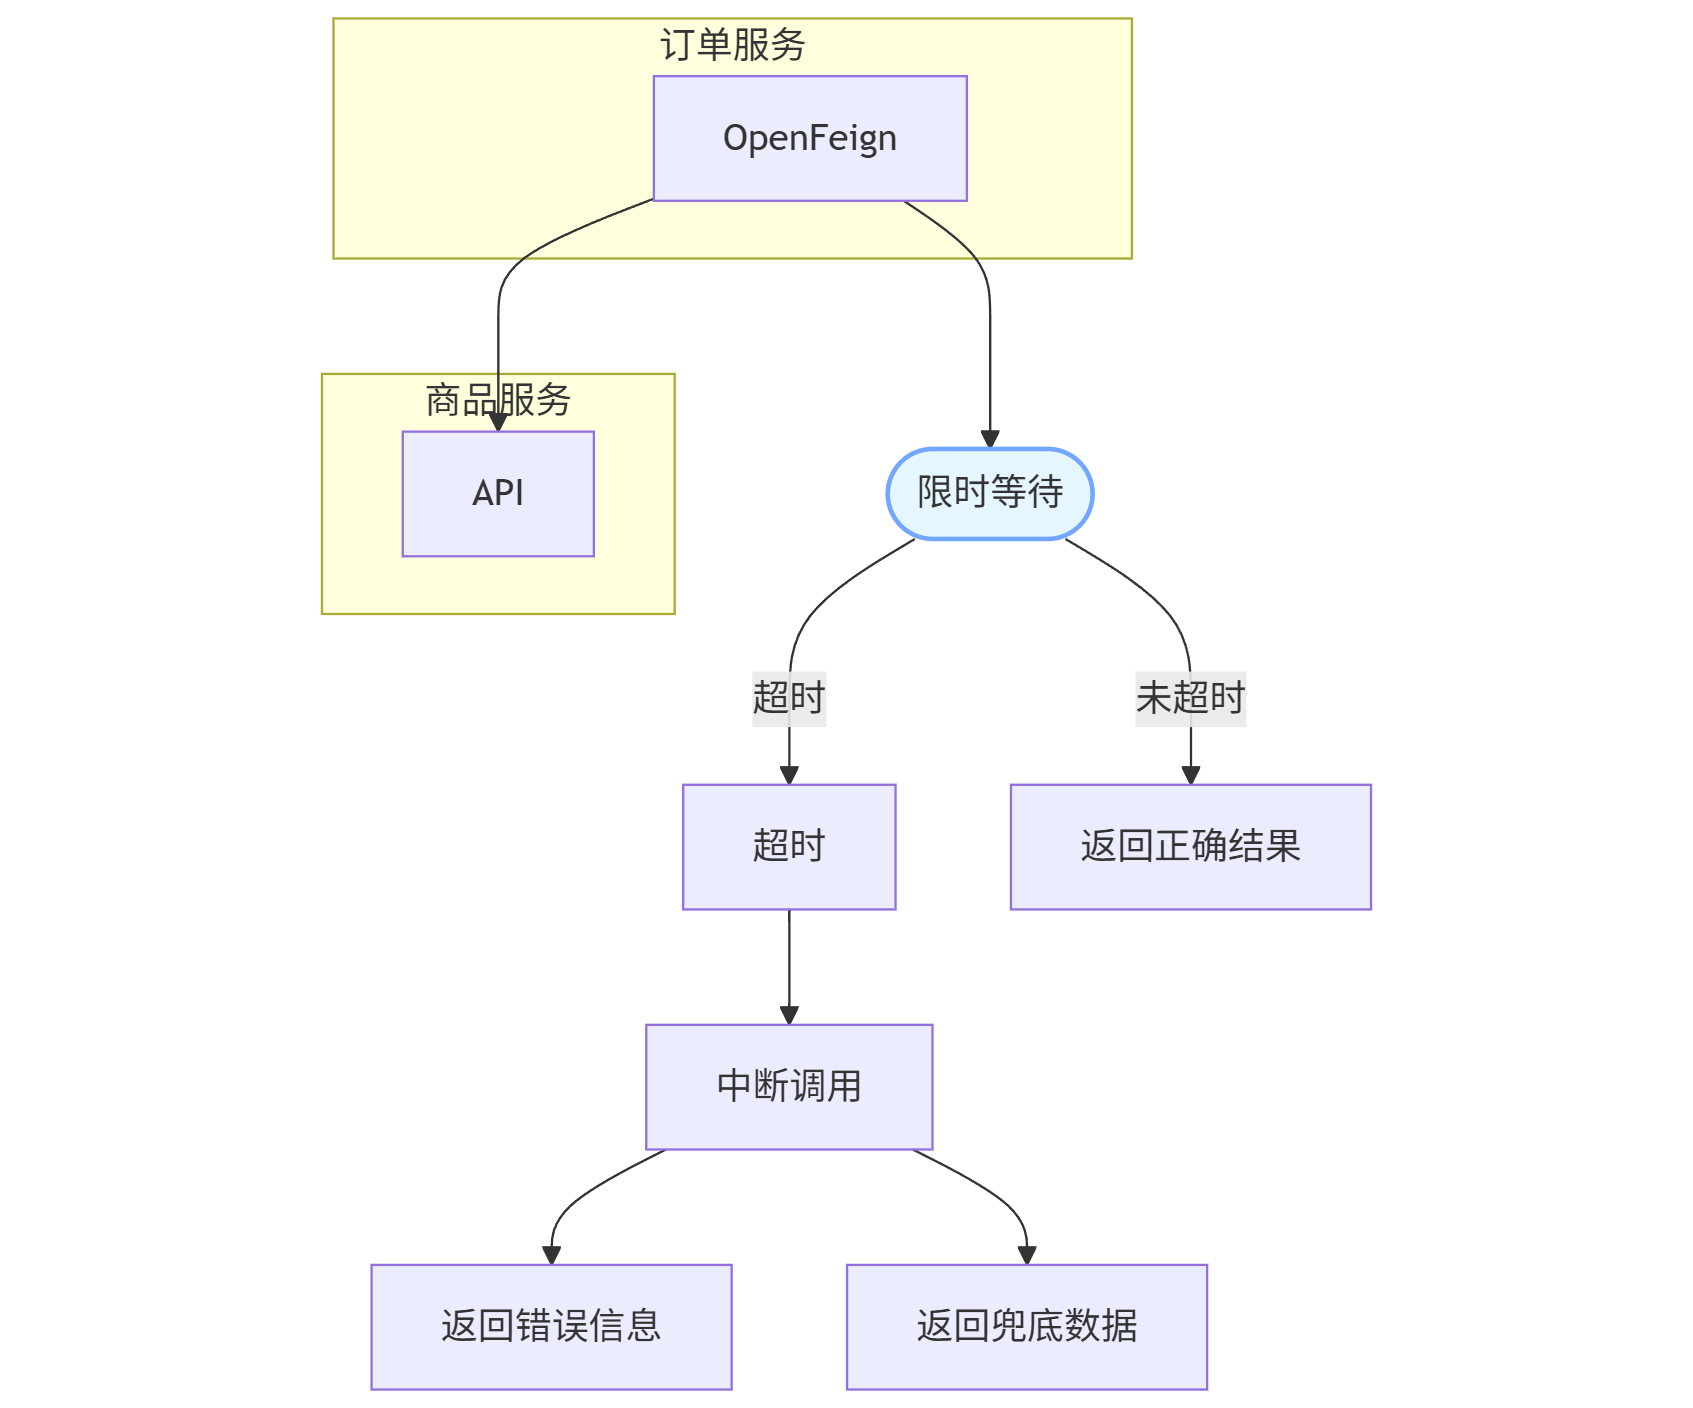 订单服务
OpenFeign
商品服务
API
限时等待
超时
未超时
超时
返回正确结果
中断调用
返回错误信息
返回兜底数据